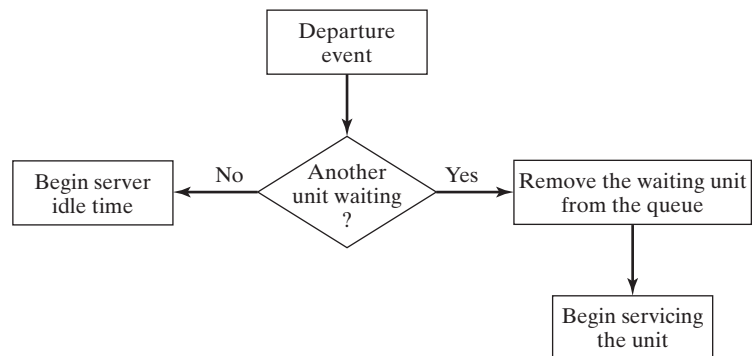 Departure
event
No
Another
unit waiting
?
Yes
Begin server
idle time
Remove the waiting unit
from the queue
Begin servicing
the unit